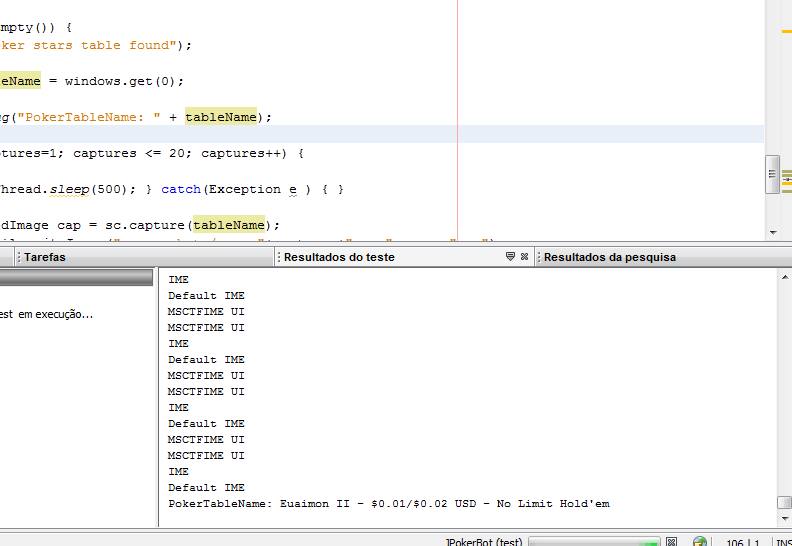 mpty()) {
ker stars table found");
eName = windows.get(0);
g("PokerTableName: " + tableName);
tures=1; captures <= 20; captures++) {
hread.sleep(500); } catch(Exception e ) { }
dImage cap = sc.capture(tableName);
Tarefas
Resultados do teste
Resultados da pesquisa
est em execução...
IME
Default IME
MSCTFIME UI
MSCTFIME UI
IME
Default IME
MSCTFIME UI
MSCTFIME UI
IME
Default IME
MSCTFIME UI
MSCTFIME UI
IME
Default IME
PokerTableName: Euaimon II - $0.01/$0.02 USD - No Limit Hold'em
JPokerBot (test)
106 | 1
INS